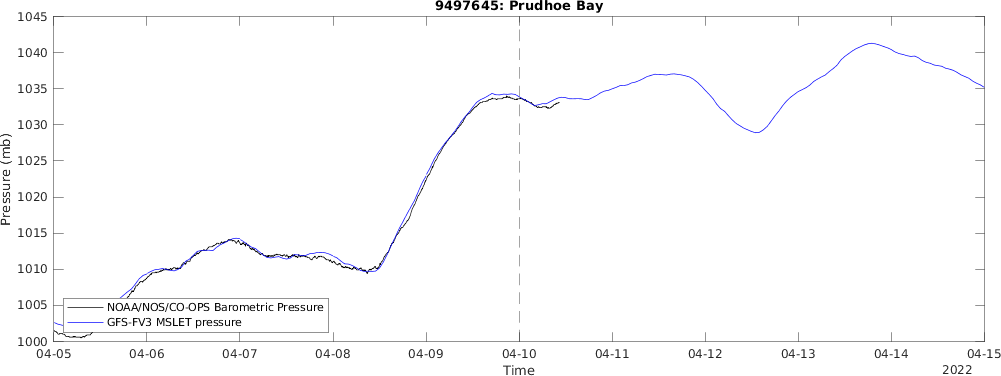 9497645: Prudhoe Bay
1045
1040
1035
1030
1025
1020
1015
1010
1005
1000
Pressure (mb)
NOAA/NOS/CO-OPS Barometric Pressure
GFS-FV3 MSLET pressure
04-05 04-06 04-07 04-08 04-09 04-10 04-11 04-12 04-13 04-14 04-15
Time
2022